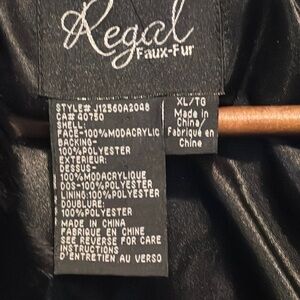 Regal
Faux-Fur
STYLE# J12560A2048
CA# 00750
SHELL:
FACE-100%MODACRYLIC
BACKING-
100%POLYESTER
EXTERIEUR:
DESSUS-
100%MODACRYLIQUE
DOS-100%POLYESTER
LINING:100%POLYESTER
DOUBLURE:
100%POLYESTER
MADE IN CHINA
FABRIQUE EN CHINE
SEE REVERSE FOR CARE
INSTRUCTIONS
D'ENTRETIEN AU VERSO
XL/TG
Made in
China/
Fabriqué en
Chine